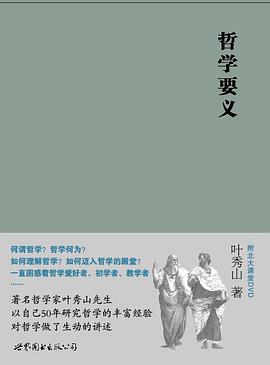 哲学要义
何谓哲学？哲学何为？
如何理解哲学？如何迈入哲学的殿堂？
一直困惑着哲学爱好者、初学者、教学者
……
著名哲学家叶秀山先生
以自己50年研究哲学的丰富经验
对哲学做了生动的讲述
世界图书出版公司
叶秀山 著
附北大课堂DVD